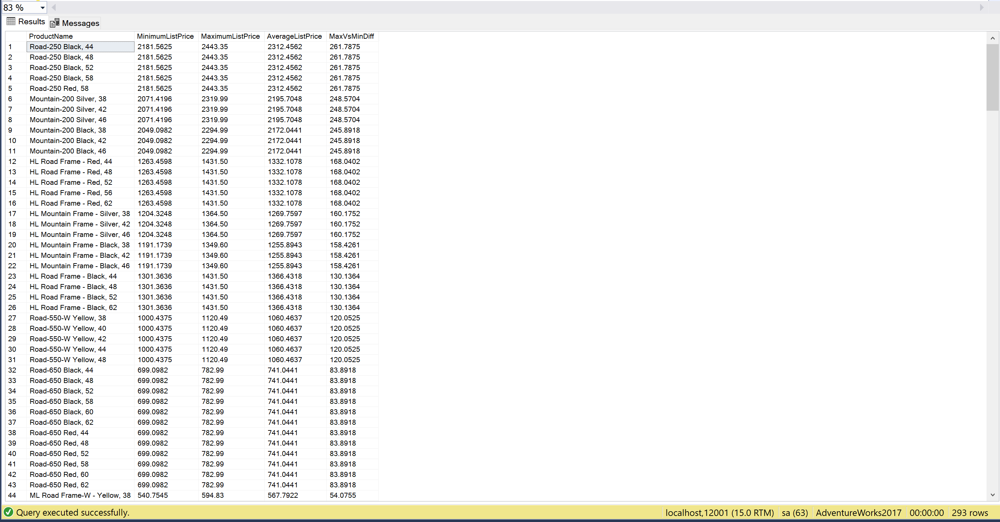 83 %
Results Messages
ProductName MinimumListPrice MaximumListPrice AverageListPrice MaxVsMinDiff
1 Road-250 Black, 44 2181.5625 2443.35 2312.4562 261.7875
2 Road-250 Black, 48 2181.5625 2443.35 2312.4562 261.7875
3 Road-250 Black, 52 2181.5625 2443.35 2312.4562 261.7875
4 Road-250 Black, 58 2181.5625 2443.35 2312.4562 261.7875
5 Road-250 Red, 58 2181.5625 2443.35 2312.4562 261.7875
6 Mountain-200 Silver, 38 2071.4196 2319.99 2195.7048 248.5704
7 Mountain-200 Silver, 42 2071.4196 2319.99 2195.7048 248.5704
8 Mountain-200 Silver, 46 2071.4196 2319.99 2195.7048 248.5704
9 Mountain-200 Black, 38 2049.0982 2294.99 2172.0441 245.8918
10 Mountain-200 Black, 42 2049.0982 2294.99 2172.0441 245.8918
11 Mountain-200 Black, 46 2049.0982 2294.99 2172.0441 245.8918
12 HL Road Frame - Red, 44 1263.4598 1431.50 1332.1078 168.0402
13 HL Road Frame - Red, 48 1263.4598 1431.50 1332.1078 168.0402
14 HL Road Frame - Red, 52 1263.4598 1431.50 1332.1078 168.0402
15 HL Road Frame - Red, 56 1263.4598 1431.50 1332.1078 168.0402
16 HL Road Frame - Red, 62 1263.4598 1431.50 1332.1078 168.0402
17 HL Mountain Frame - Silver, 38 1204.3248 1364.50 1269.7597 160.1752
18 HL Mountain Frame - Silver, 42 1204.3248 1364.50 1269.7597 160.1752
19 HL Mountain Frame - Silver, 46 1204.3248 1364.50 1269.7597 160.1752
20 HL Mountain Frame - Black, 38 1191.1739 1349.60 1255.8943 158.4261
21 HL Mountain Frame - Black, 42 1191.1739 1349.60 1255.8943 158.4261
22 HL Mountain Frame - Black, 46 1191.1739 1349.60 1255.8943 158.4261
23 HL Road Frame - Black, 44 1301.3636 1431.50 1366.4318 130.1364
24 HL Road Frame - Black, 48 1301.3636 1431.50 1366.4318 130.1364
25 HL Road Frame - Black, 52 1301.3636 1431.50 1366.4318 130.1364
26 HL Road Frame - Black, 62 1301.3636 1431.50 1366.4318 130.1364
27 Road-550-W Yellow, 38 1000.4375 1120.49 1060.4637 120.0525
28 Road-550-W Yellow, 40 1000.4375 1120.49 1060.4637 120.0525
29 Road-550-W Yellow, 42 1000.4375 1120.49 1060.4637 120.0525
30 Road-550-W Yellow, 44 1000.4375 1120.49 1060.4637 120.0525
31 Road-550-W Yellow, 48 1000.4375 1120.49 1060.4637 120.0525
32 Road-650 Black, 44 699.0982 782.99 741.0441 83.8918
33 Road-650 Black, 48 699.0982 782.99 741.0441 83.8918
34 Road-650 Black, 52 699.0982 782.99 741.0441 83.8918
35 Road-650 Black, 58 699.0982 782.99 741.0441 83.8918
36 Road-650 Black, 60 699.0982 782.99 741.0441 83.8918
37 Road-650 Black, 62 699.0982 782.99 741.0441 83.8918
38 Road-650 Red, 44 699.0982 782.99 741.0441 83.8918
39 Road-650 Red, 48 699.0982 782.99 741.0441 83.8918
40 Road-650 Red, 52 699.0982 782.99 741.0441 83.8918
41 Road-650 Red, 58 699.0982 782.99 741.0441 83.8918
42 Road-650 Red, 60 699.0982 782.99 741.0441 83.8918
43 Road-650 Red, 62 699.0982 782.99 741.0441 83.8918
44 ML Road Frame-W - Yellow, 38 540.7545 594.83 567.7922 54.0755
Query executed successfully. localhost,12001 (15.0 RTM) sa (63) AdventureWorks2017 00:00:00 293 rows